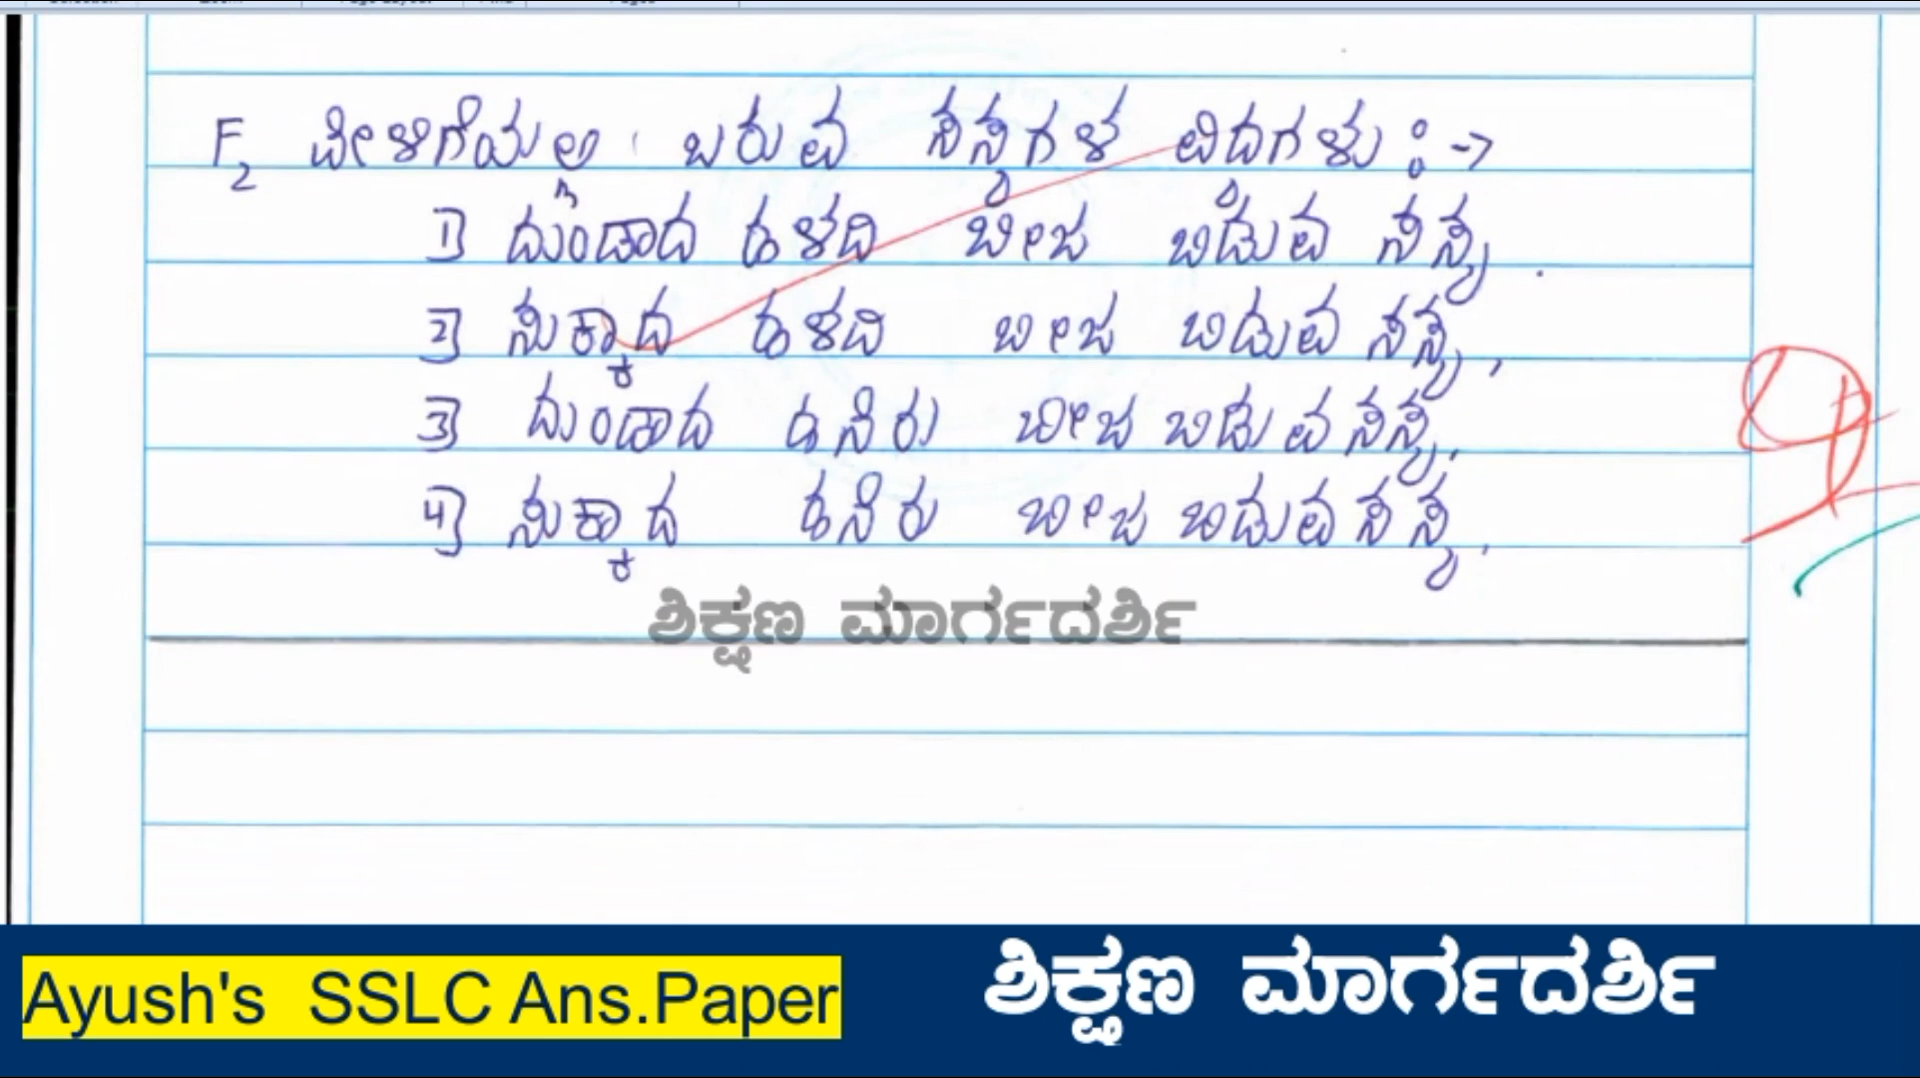 F₂ ಪೀಳಿಗೆಯಲ್ಲಿ ಬರುವ ಸಸ್ಯಗಳ ವಿಧಗಳು :->
1) ದುಂಡಾದ ಹಳದಿ ಬೀಜ ಬಿಡುವ ಸಸ್ಯ.
2) ಸುಕ್ಕಾದ ಹಳದಿ ಬೀಜ ಬಿಡುವ ಸಸ್ಯ,
3) ದುಂಡಾದ ಹಸಿರು ಬೀಜ ಬಿಡುವ ಸಸ್ಯ.
4) ಸುಕ್ಕಾದ ಹಸಿರು ಬೀಜ ಬಿಡುವ ಸಸ್ಯ.
ಶಿಕ್ಷಣ ಮಾರ್ಗದರ್ಶಿ
Ayush's SSLC Ans.Paper ಶಿಕ್ಷಣ ಮಾರ್ಗದರ್ಶಿ